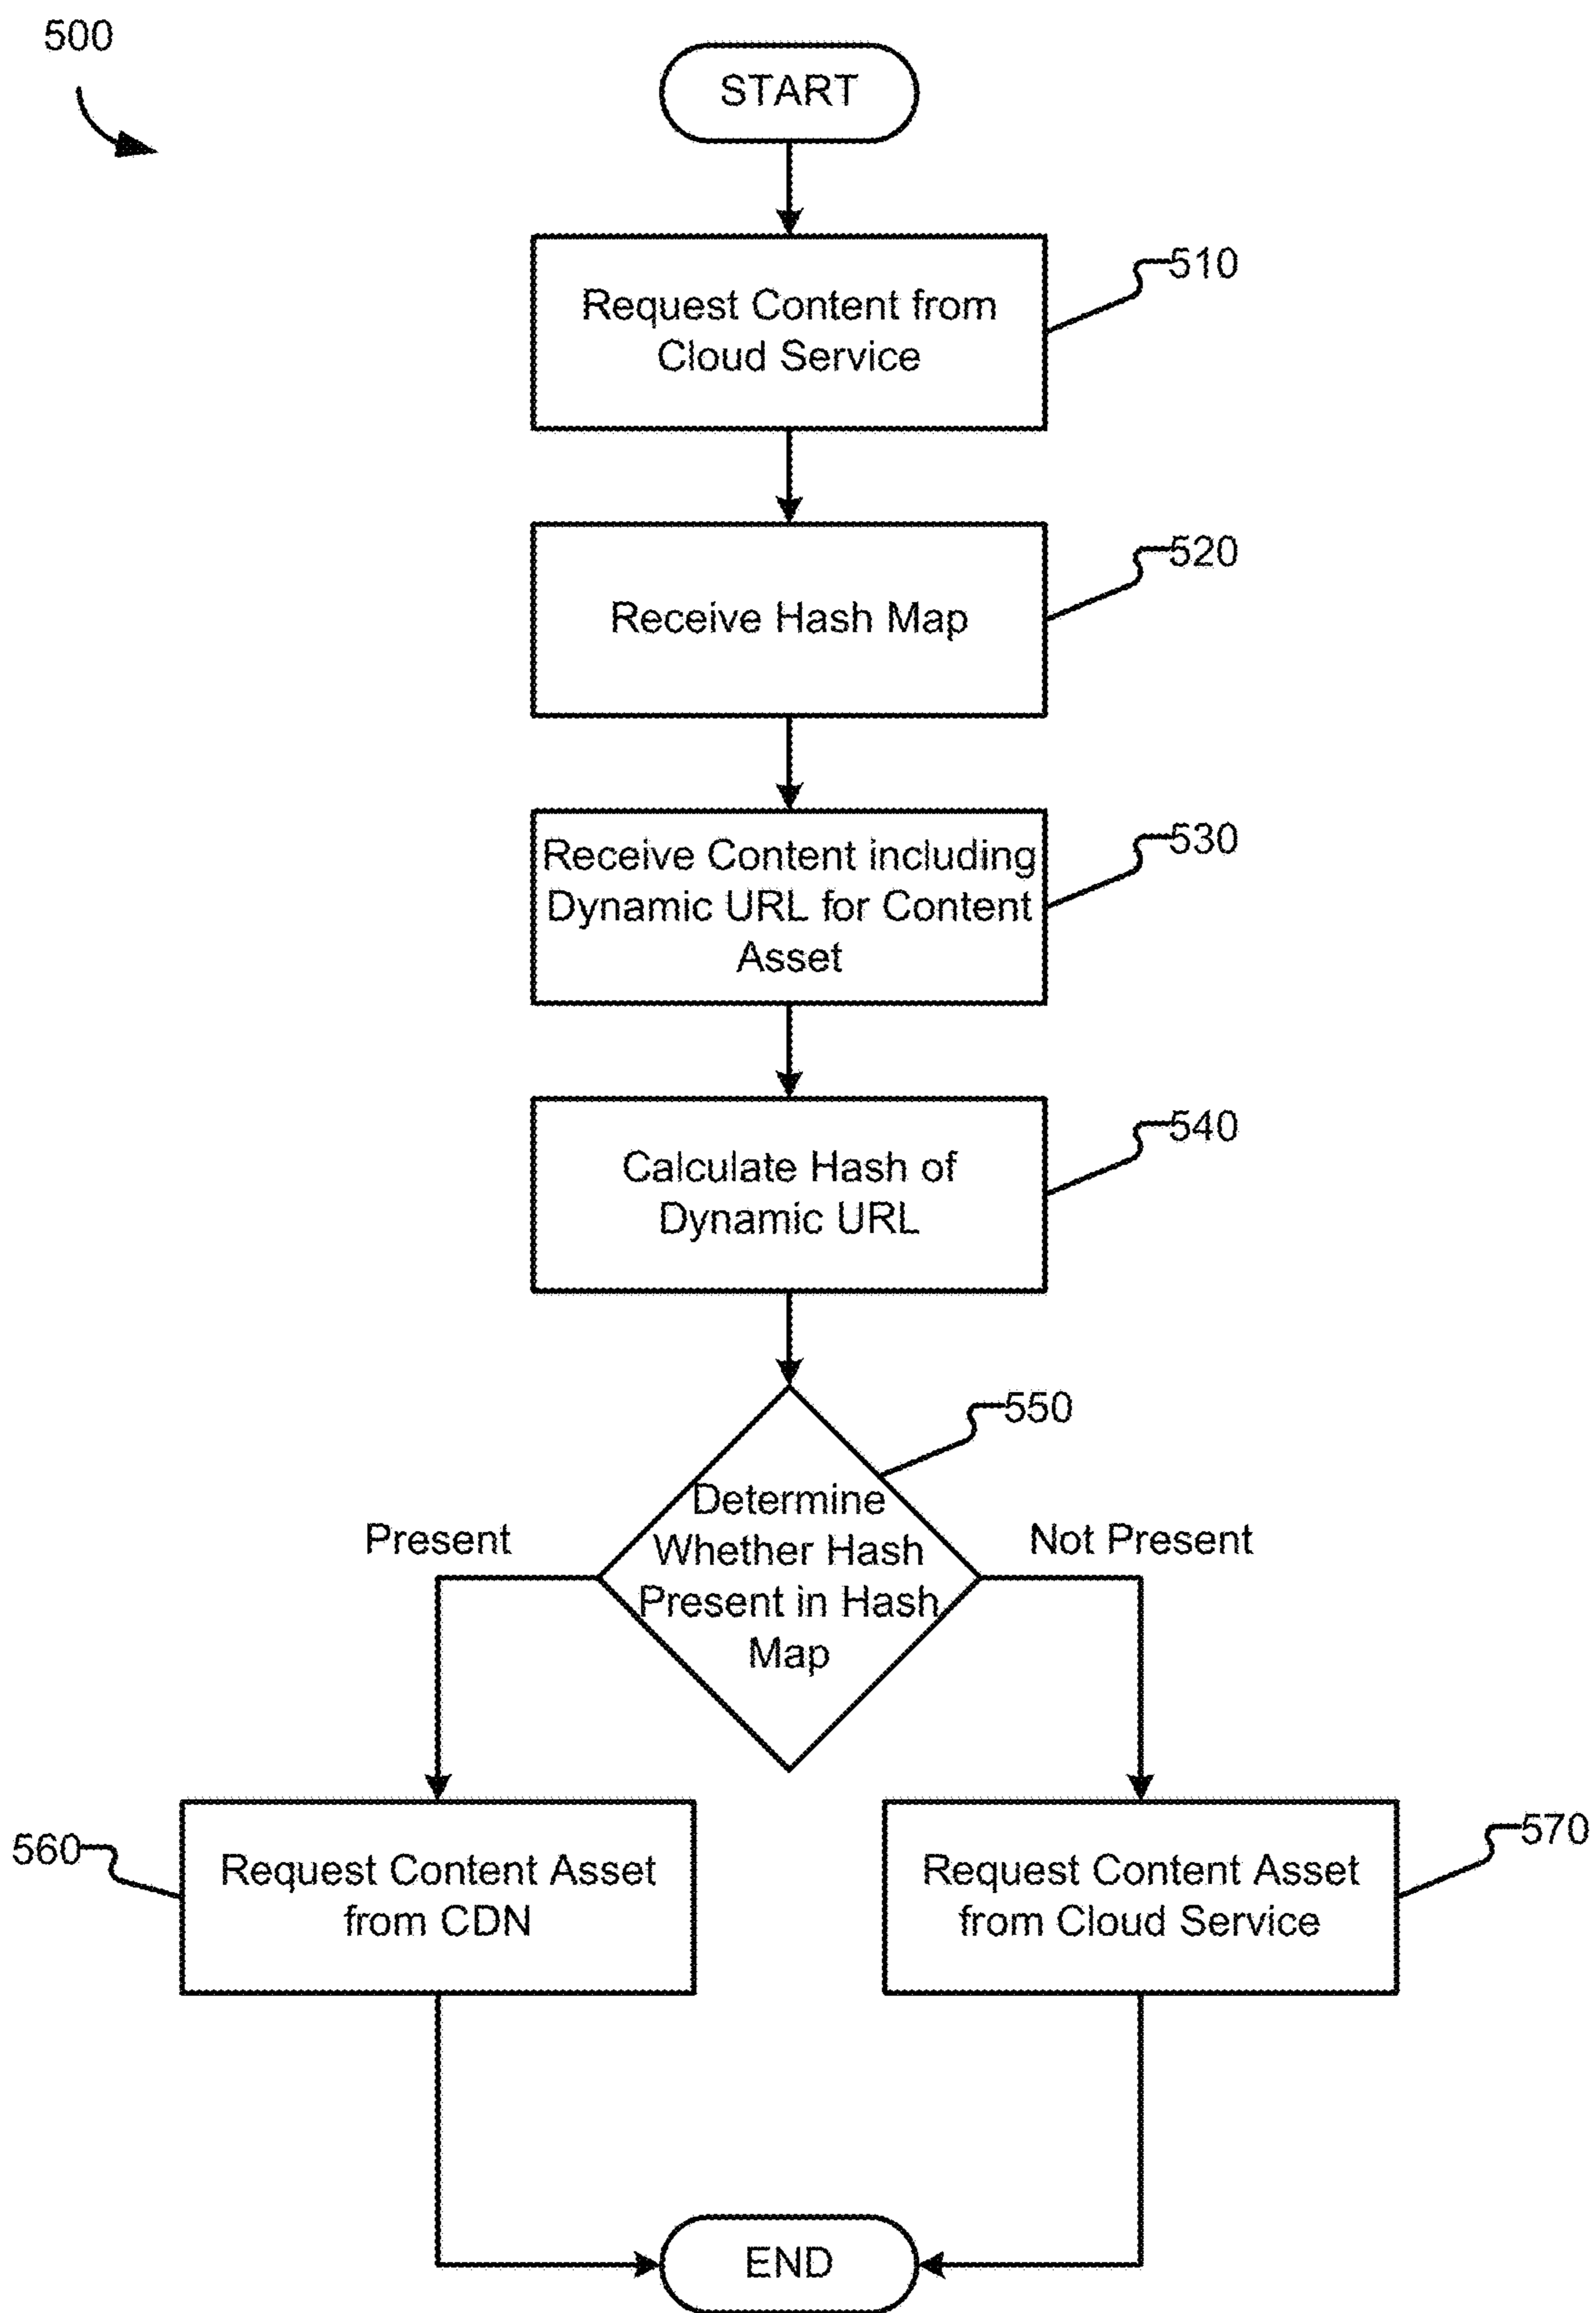 500
START
510
Request Content from
Cloud Service
520
Receive Hash Map
530
Receive Content including
Dynamic URL for Content
Asset
540
Calculate Hash of
Dynamic URL
550
Determine
Whether Hash
Present in Hash
Map
Present
Not Present
560
Request Content Asset
from CDN
570
Request Content Asset
from Cloud Service
END